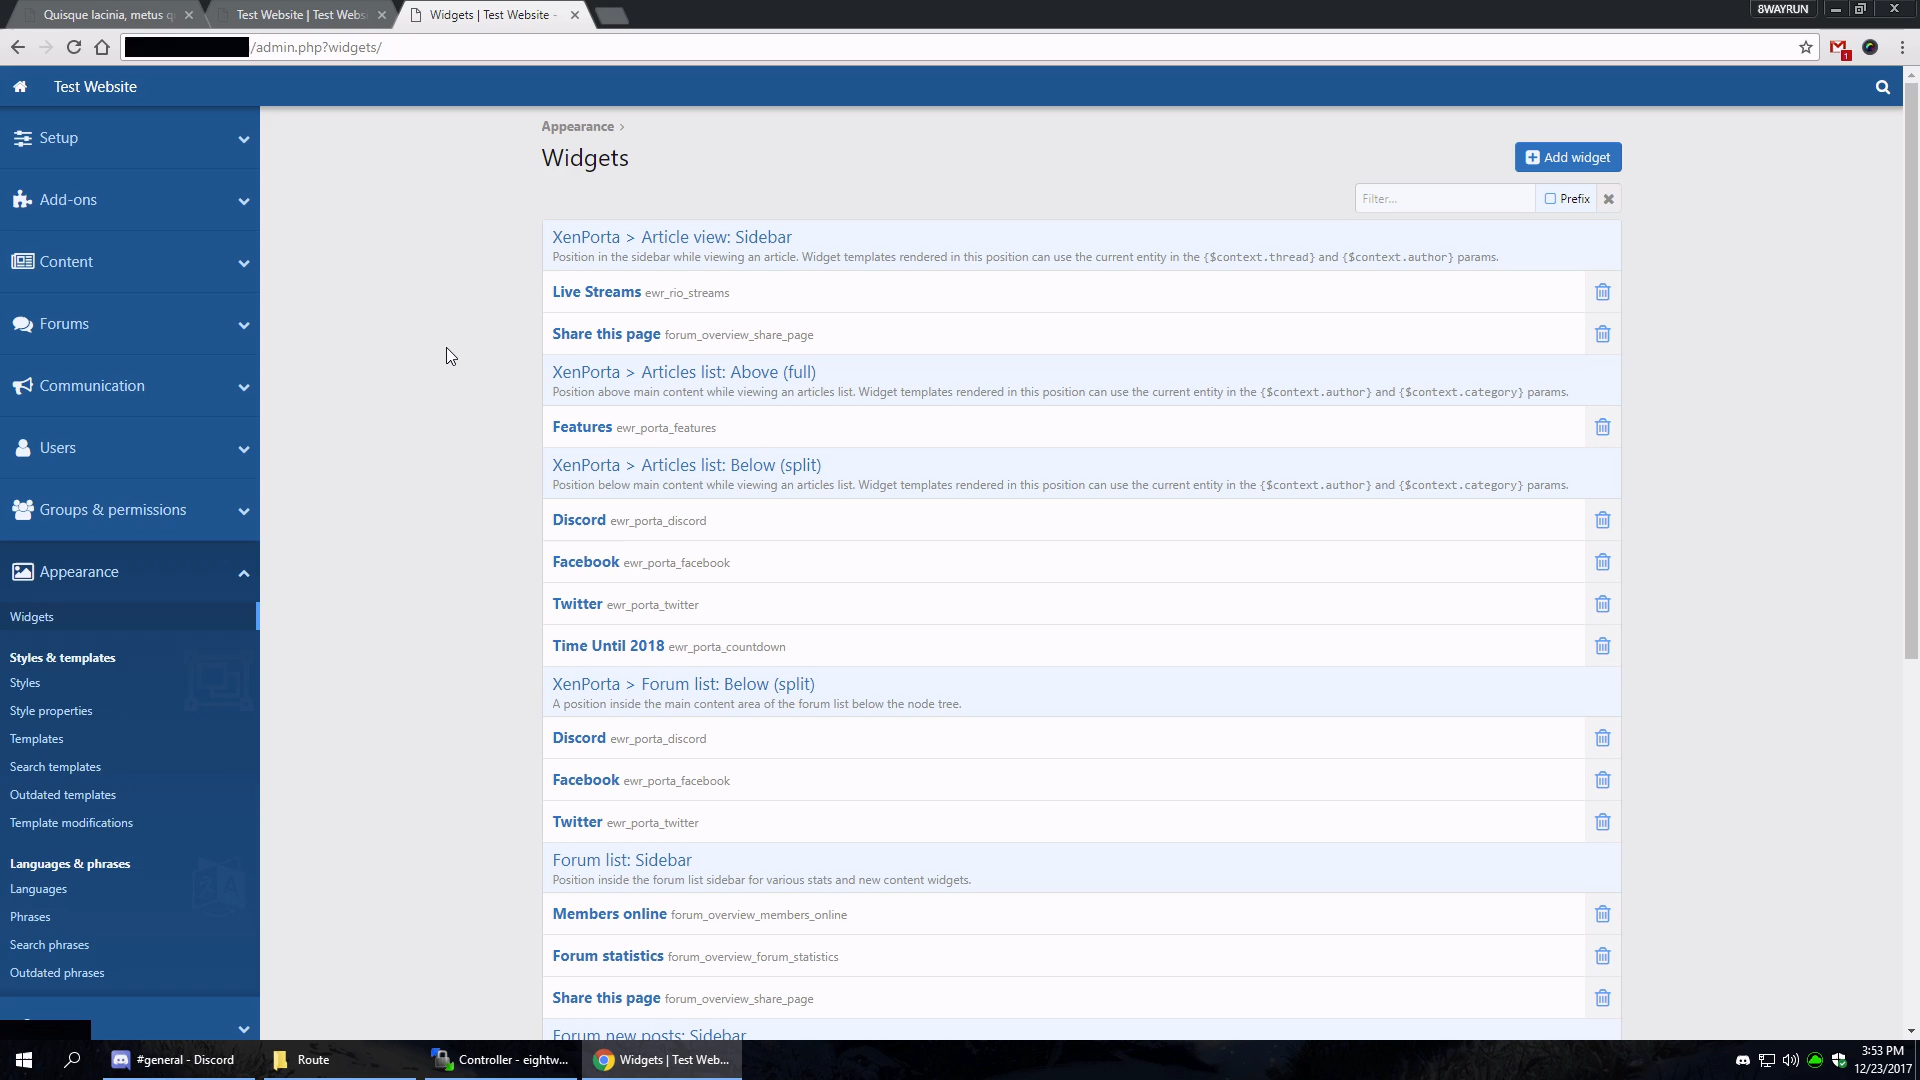 Quisque lacinia, metus q
Test Website | Test Websi
Widgets | Test Website -
8WAYRUN
/admin.php?widgets/
1
Test Website
Setup
Add-ons
Content
Forums
Communication
Users
Groups & permissions
Appearance
Widgets
Styles & templates
Styles
Style properties
Templates
Search templates
Outdated templates
Template modifications
Languages & phrases
Languages
Phrases
Search phrases
Outdated phrases
Appearance >
Widgets
Add widget
Filter...
Prefix
XenPorta > Article view: Sidebar
Position in the sidebar while viewing an article. Widget templates rendered in this position can use the current entity in the {$context.thread} and {$context.author} params.
Live Streams ewr_rio_streams
Share this page forum_overview_share_page
XenPorta > Articles list: Above (full)
Position above main content while viewing an articles list. Widget templates rendered in this position can use the current entity in the {$context.author} and {$context.category} params.
Features ewr_porta_features
XenPorta > Articles list: Below (split)
Position below main content while viewing an articles list. Widget templates rendered in this position can use the current entity in the {$context.author} and {$context.category} params.
Discord ewr_porta_discord
Facebook ewr_porta_facebook
Twitter ewr_porta_twitter
Time Until 2018 ewr_porta_countdown
XenPorta > Forum list: Below (split)
A position inside the main content area of the forum list below the node tree.
Discord ewr_porta_discord
Facebook ewr_porta_facebook
Twitter ewr_porta_twitter
Forum list: Sidebar
Position inside the forum list sidebar for various stats and new content widgets.
Members online forum_overview_members_online
Forum statistics forum_overview_forum_statistics
Share this page forum_overview_share_page
Forum new posts: Sidebar
#general - Discord
Route
Controller - eightw...
Widgets | Test Web...
3:53 PM
12/23/2017